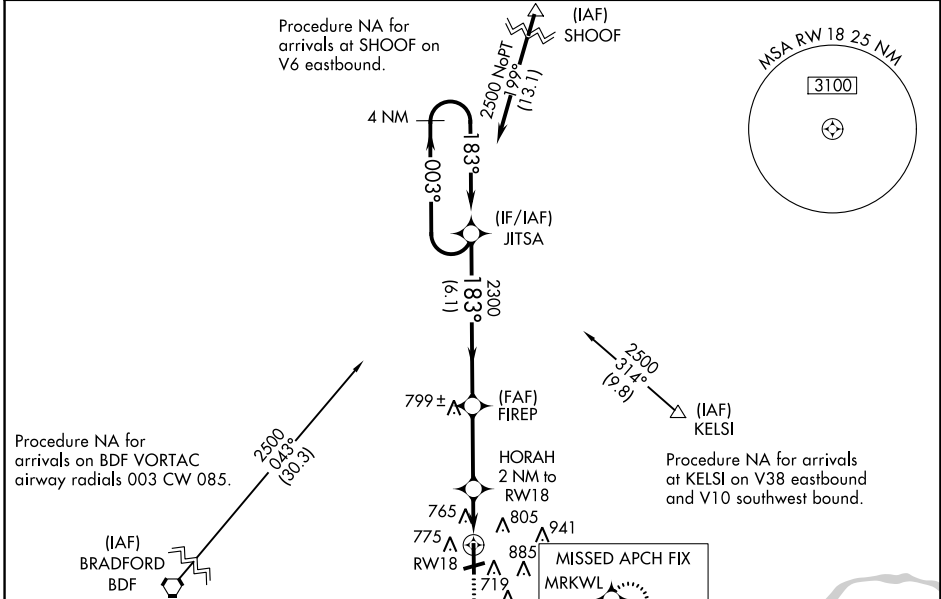 Procedure NA for
arrivals at SHOOF on
V6 eastbound.
(IAF)
SHOOF
2500 NoPT
199°
(13.1)
MSA RW 18 25 NM
3100
4 NM
183°
003°
(IF/IAF)
JITSA
2300
183°
(6.1)
2500
314°
(9.8)
(IAF)
KELSI
799 ±
(FAF)
FIREP
Procedure NA for
arrivals on BDF VORTAC
airway radials 003 CW 085.
2500
043°
(30.3)
Procedure NA for arrivals
at KELSI on V38 eastbound
and V10 southwest bound.
HORAH
2 NM to
RW18
765
805
941
775
RW18
885
719
(IAF)
BRADFORD
BDF
MISSED APCH FIX
MRKWL